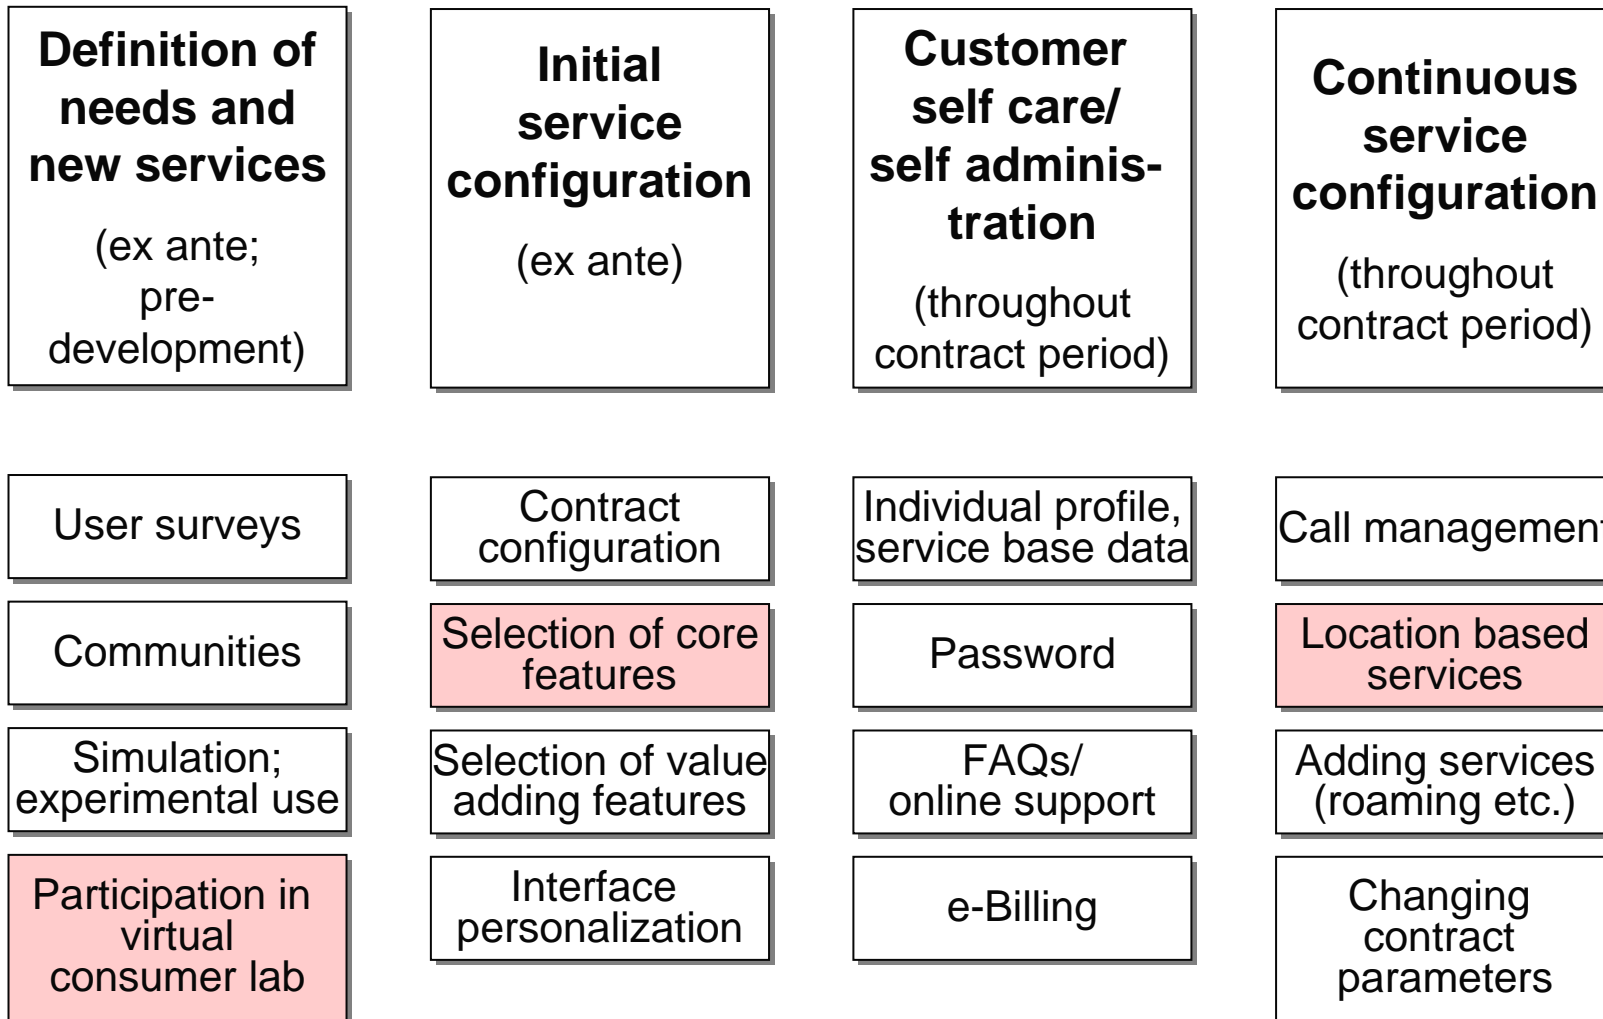 Definition of
needs and
new services
(ex ante;
pre-
development)
Initial
service
configuration
(ex ante)
Customer
self care/
self adminis-
tration
(throughout
contract period)
Continuous
service
configuration
(throughout
contract period)
User surveys
Communities
Simulation;
experimental use
Participation in
virtual
consumer lab
Contract
configuration
Selection of core
features
Selection of value
adding features
Interface
personalization
Individual profile,
service base data
Password
FAQs/
online support
e-Billing
Call management
Location based
services
Adding services
(roaming etc.)
Changing
contract
parameters